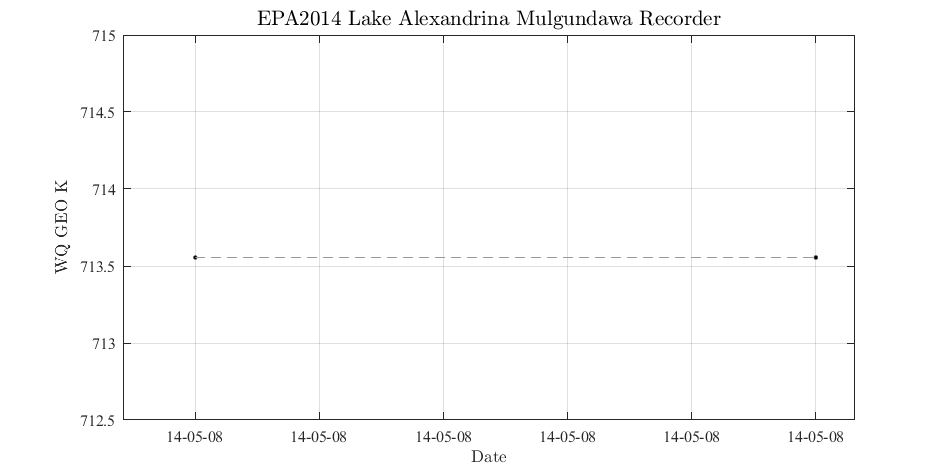 EPA2014 Lake Alexandrina Mulgundawa Recorder
715
714.5
714
713.5
713
712.5
WQ GEO K
14-05-08 14-05-08 14-05-08 14-05-08 14-05-08 14-05-08
Date